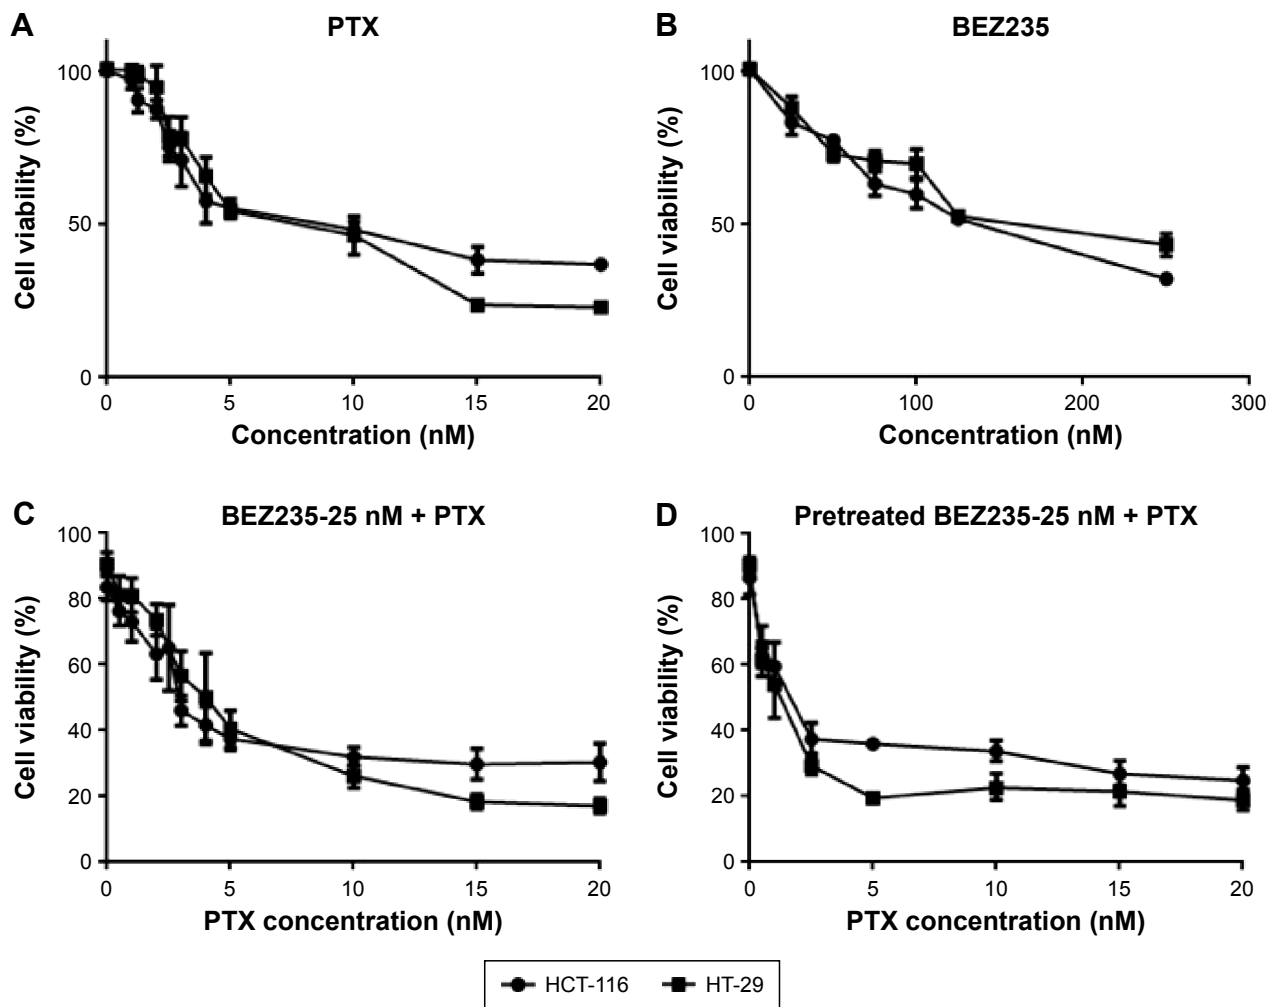 A PTX
Cell viability (%)
100
50
0
0 5 10 15 20
Concentration (nM)
B BEZ235
Cell viability (%)
100
50
0
0 100 200 300
Concentration (nM)
C BEZ235-25 nM + PTX
Cell viability (%)
100
80
60
40
20
0
0 5 10 15 20
PTX concentration (nM)
D Pretreated BEZ235-25 nM + PTX
Cell viability (%)
100
80
60
40
20
0
0 5 10 15 20
PTX concentration (nM)
HCT-116 HT-29